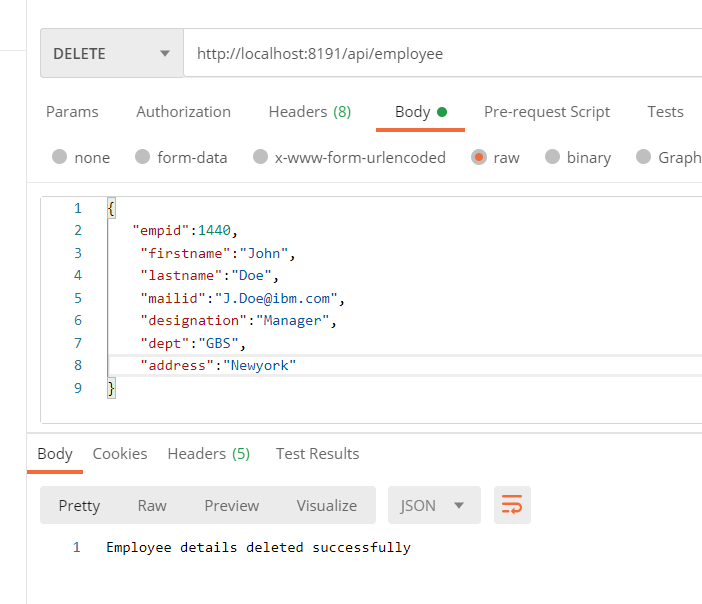 DELETE http://localhost:8191/api/employee
Params Authorization Headers (8) Body Pre-request Script Tests
none form-data x-www-form-urlencoded raw binary Graph
1 {
2 "empid":1440,
3 "firstname":"John",
4 "lastname":"Doe",
5 "mailid":"J.Doe@ibm.com",
6 "designation":"Manager",
7 "dept":"GBS",
8 "address":"Newyork"
9 }
Body Cookies Headers (5) Test Results
Pretty Raw Preview Visualize JSON
1 Employee details deleted successfully